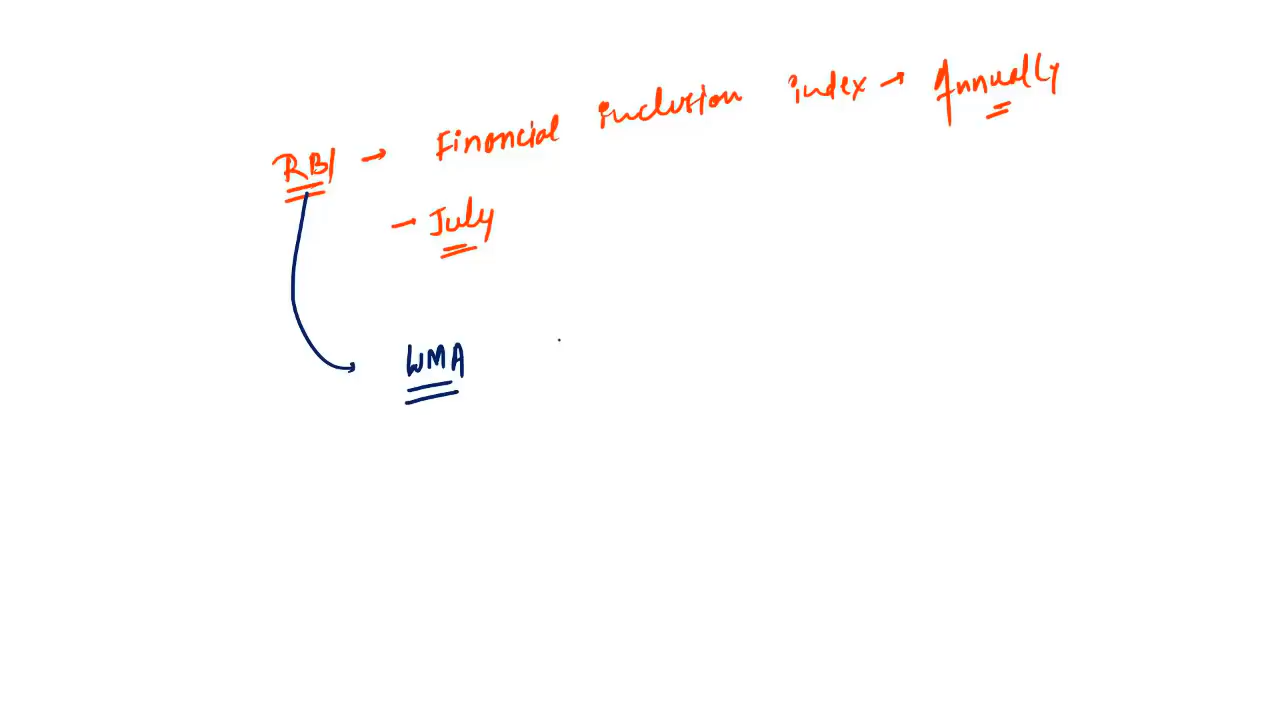 RBI → Financial inclusion index → Annually
→ July
WMA